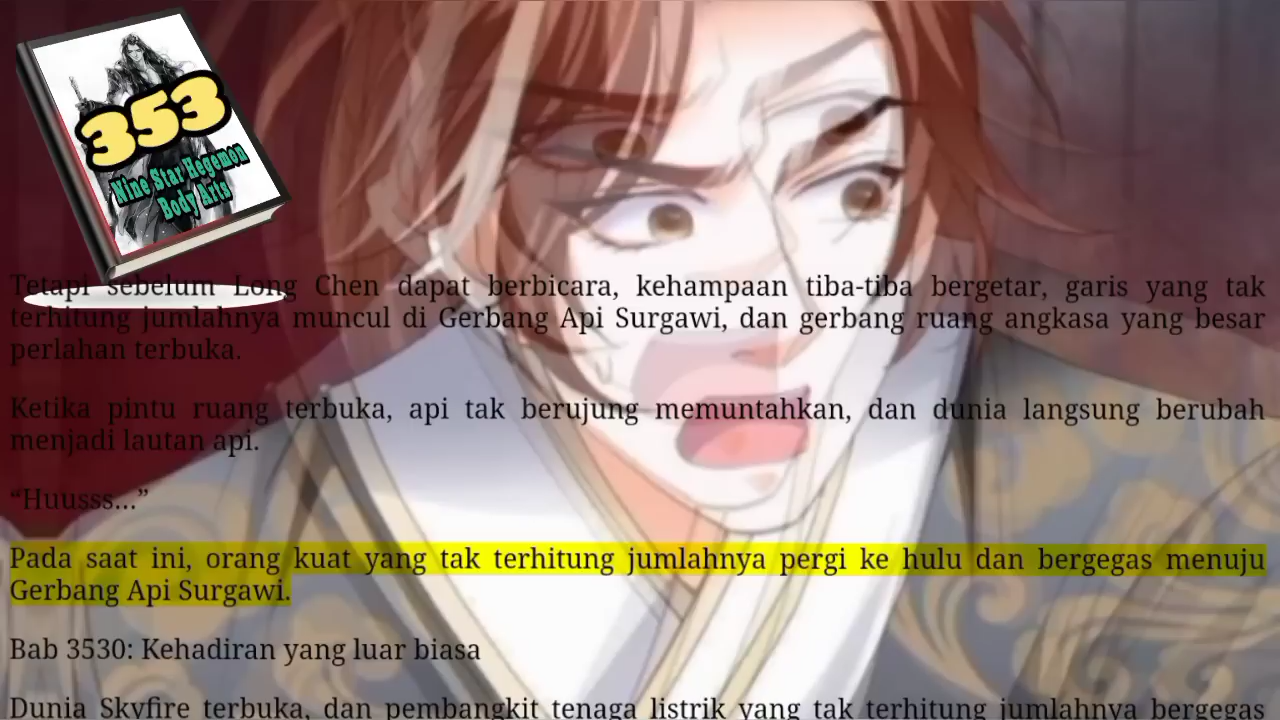 353
Nine Star Hegemon
Body Arts
Tetapi sebelum Long Chen dapat berbicara, kehampaan tiba-tiba bergetar, garis yang tak
terhitung jumlahnya muncul di Gerbang Api Surgawi, dan gerbang ruang angkasa yang besar
perlahan terbuka.
Ketika pintu ruang terbuka, api tak berujung memuntahkan, dan dunia langsung berubah
menjadi lautan api.
“Huusss...”
Pada saat ini, orang kuat yang tak terhitung jumlahnya pergi ke hulu dan bergegas menuju
Gerbang Api Surgawi.
Bab 3530: Kehadiran yang luar biasa
Dunia Skyfire terbuka, dan pembangkit tenaga listrik yang tak terhitung jumlahnya bergegas